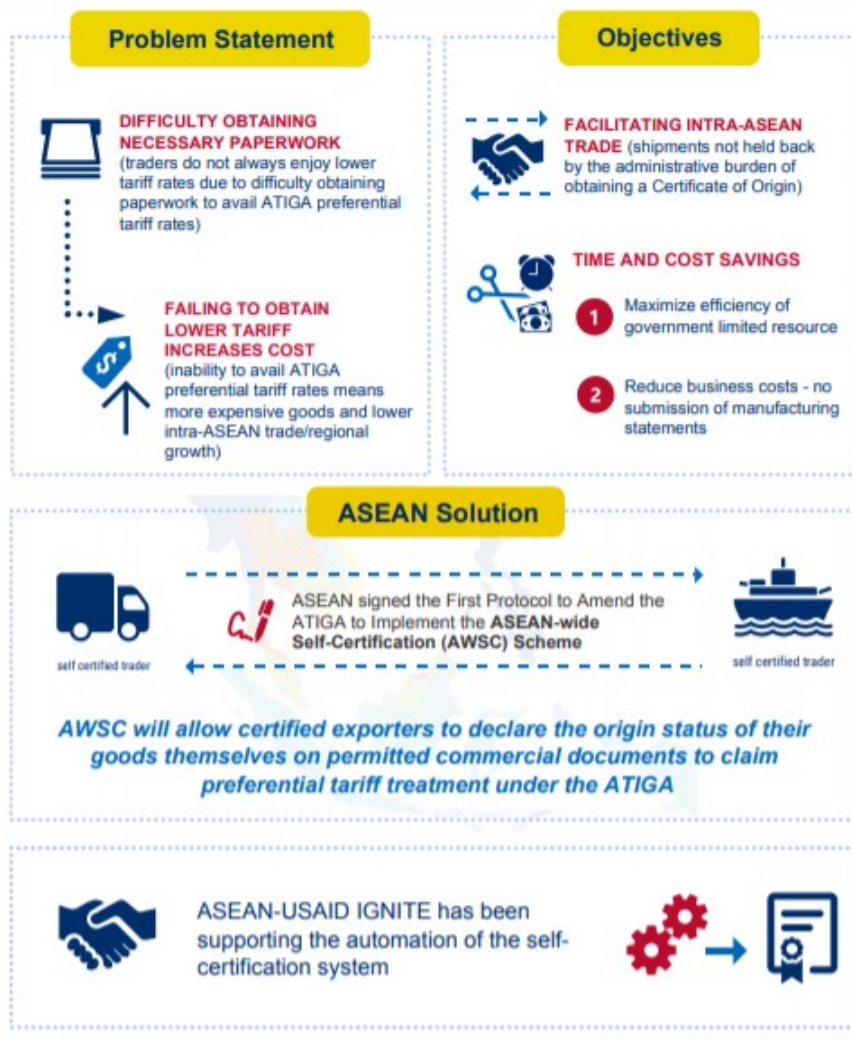 Problem Statement
DIFFICULTY OBTAINING
NECESSARY PAPERWORK
(traders do not always enjoy lower
tariff rates due to difficulty obtaining
paperwork to avail ATIGA preferential
tariff rates)
FAILING TO OBTAIN
LOWER TARIFF
INCREASES COST
(inability to avail ATIGA
preferential tariff rates means
more expensive goods and lower
intra-ASEAN trade/regional
growth)
Objectives
FACILITATING INTRA-ASEAN
TRADE (shipments not held back
by the administrative burden of
obtaining a Certificate of Origin)
TIME AND COST SAVINGS
1 Maximize efficiency of
government limited resource
2 Reduce business costs - no
submission of manufacturing
statements
ASEAN Solution
ASEAN signed the First Protocol to Amend the
ATIGA to Implement the ASEAN-wide
Self-Certification (AWSC) Scheme
self certified trader
self certified trader
AWSC will allow certified exporters to declare the origin status of their
goods themselves on permitted commercial documents to claim
preferential tariff treatment under the ATIGA
ASEAN-USAID IGNITE has been
supporting the automation of the self-
certification system